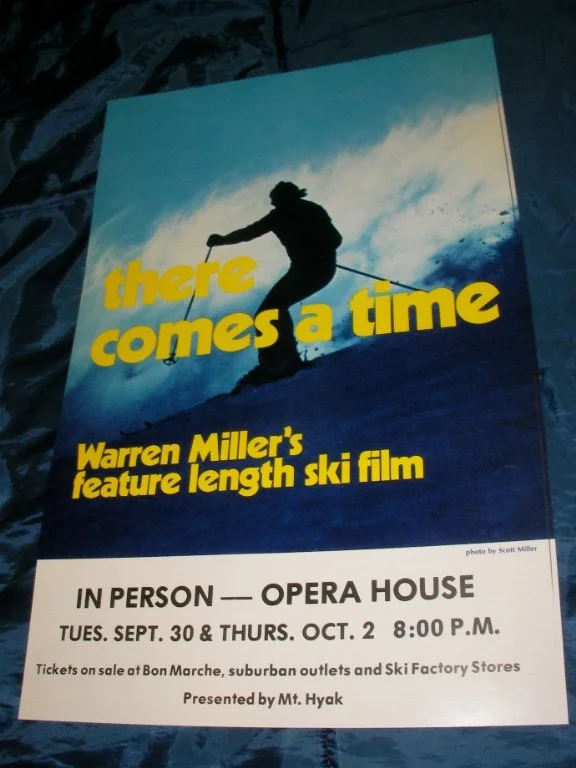 there
comes a time
Warren Miller's
feature length ski film
photo by Scott Miller
IN PERSON — OPERA HOUSE
TUES. SEPT. 30 & THURS. OCT. 2 8:00 P.M.
Tickets on sale at Bon Marche, suburban outlets and Ski Factory Stores
Presented by Mt. Hyak